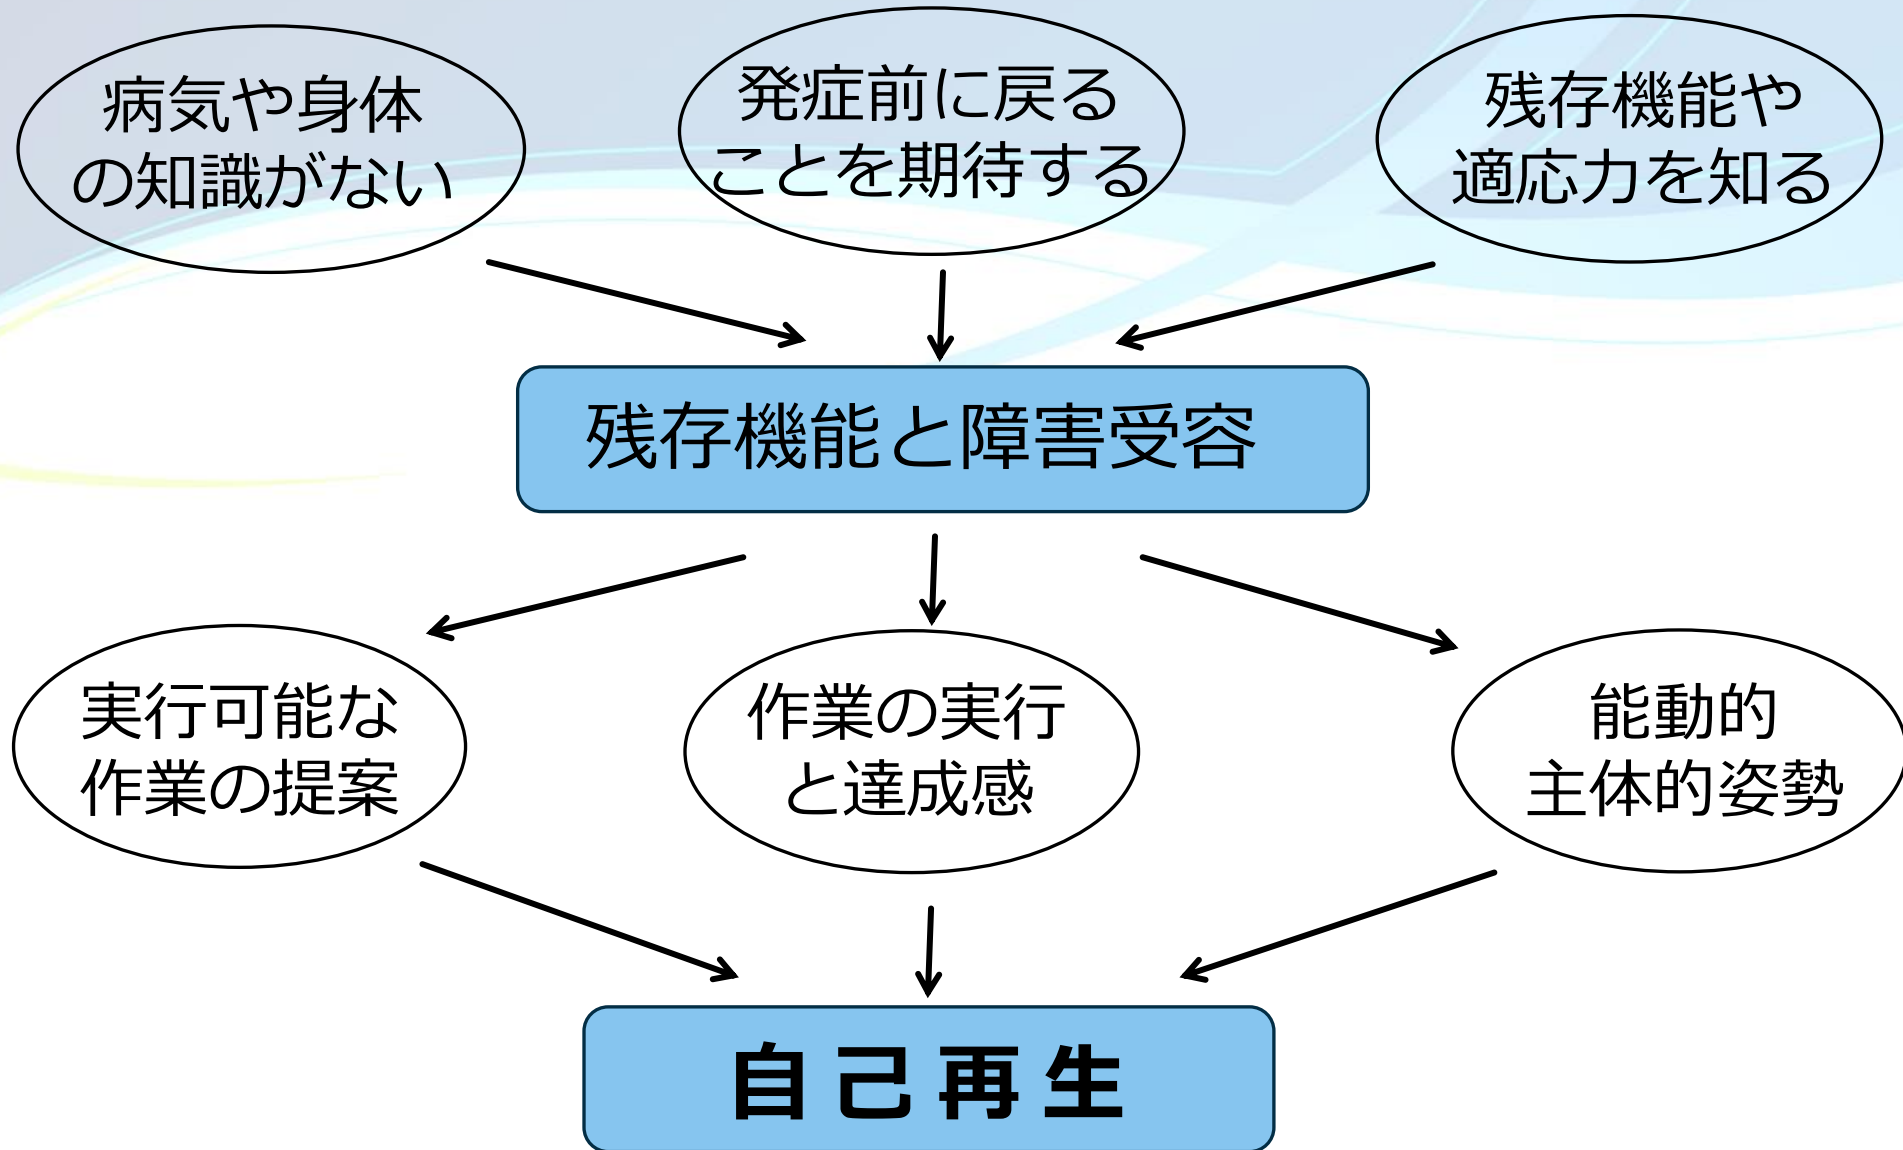 病気や身体
の知識がない
発症前に戻る
ことを期待する
残存機能や
適応力を知る
残存機能と障害受容
実行可能な
作業の提案
作業の実行
と達成感
能動的
主体的姿勢
自己再生